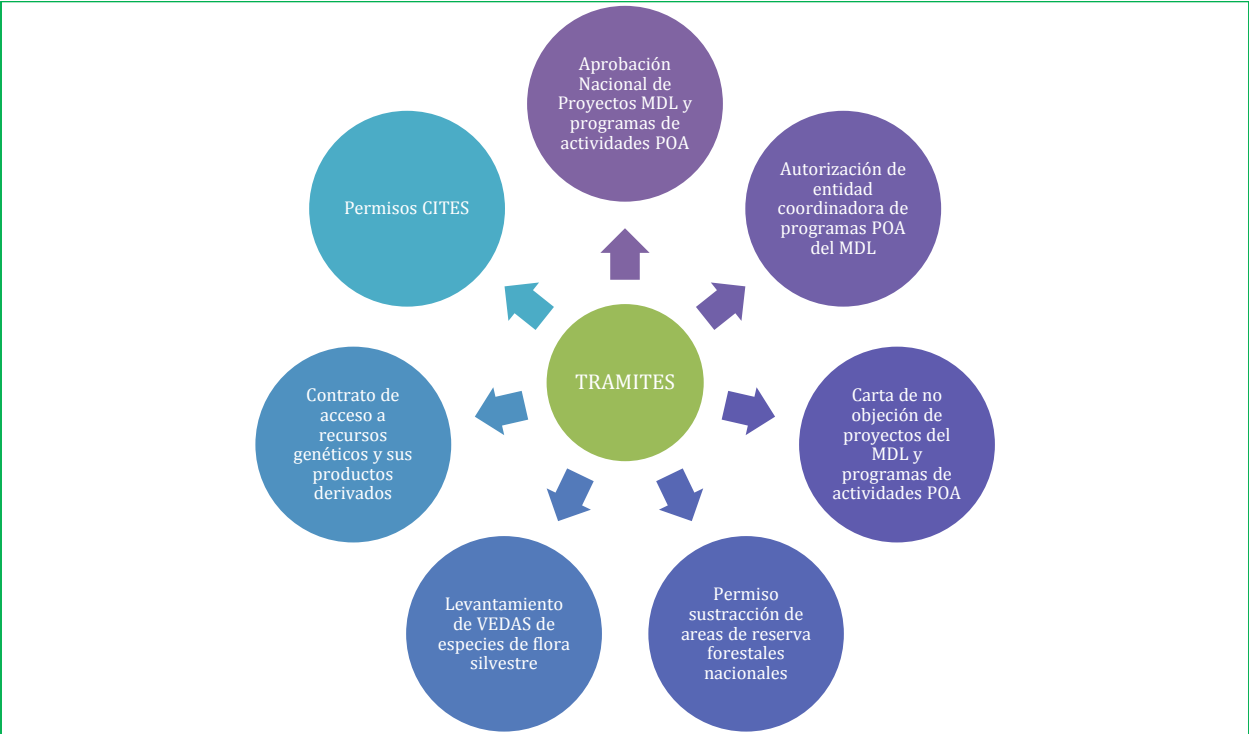 Aprobación
Nacional de
Proyectos MDL y
programas de
actividades POA
Autorización de
entidad
coordinadora de
programas POA
del MDL
Carta de no
objeción de
proyectos del
MDL y
programas de
actividades POA
Permiso
sustracción de
areas de reserva
forestales
nacionales
Levantamiento
de VEDAS de
especies de flora
silvestre
Contrato de
acceso a
recursos
genéticos y sus
productos
derivados
Permisos CITES
TRAMITES